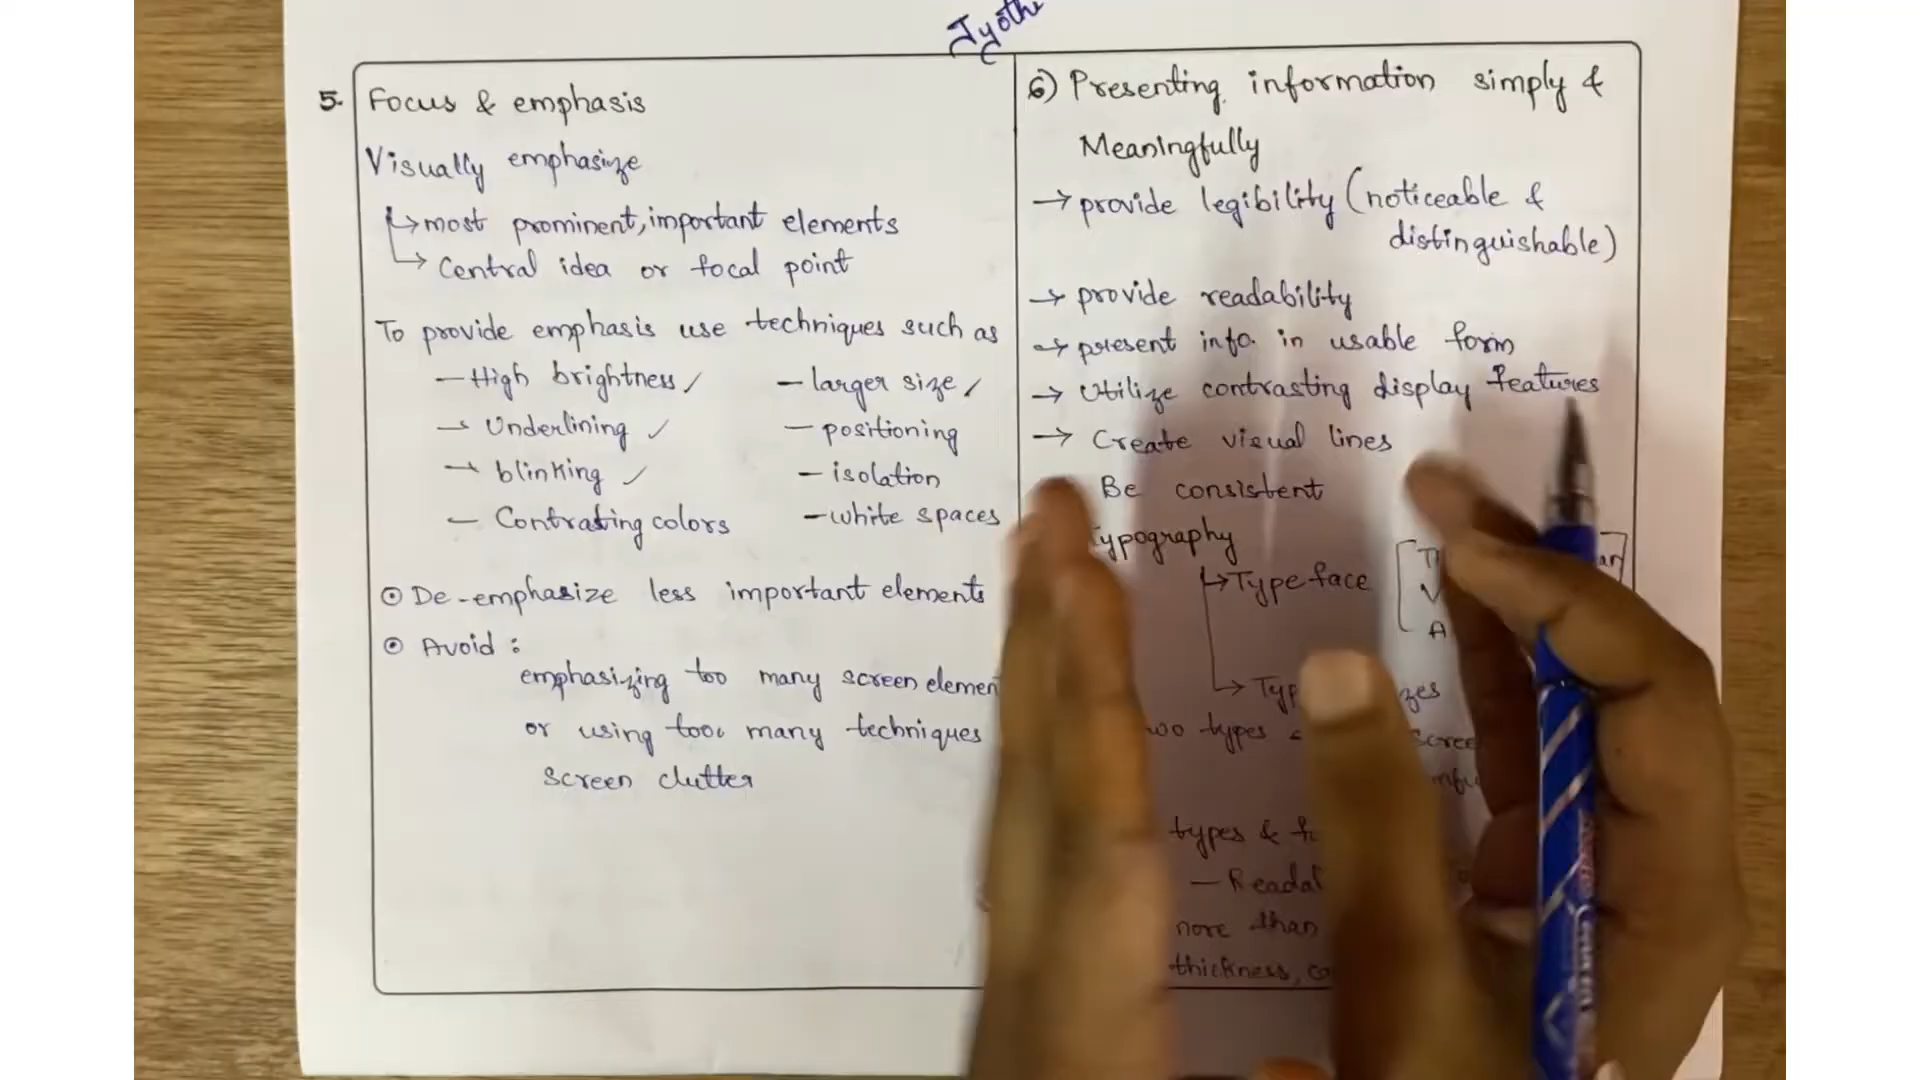 Jyothi
5. Focus & emphasis
Visually emphasize
↳ most prominent, important elements
↳ Central idea or focal point
To provide emphasis use techniques such as
- High brightness ✓ - larger size ✓
- Underlining ✓ - positioning
- blinking ✓ - isolation
- Contrasting colors - white spaces
⊙ De-emphasize less important elements
⊙ Avoid :
emphasizing too many screen elemen
or using too many techniques
screen clutter
6) Presenting information simply &
Meaningfully
→ provide legibility (noticeable &
distinguishable)
→ provide readability
→ present info. in usable form
→ Utilize contrasting display features
→ Create visual lines
Be consistent
Typography
↳ Type face
↳
types
types &
-
than
thickness,